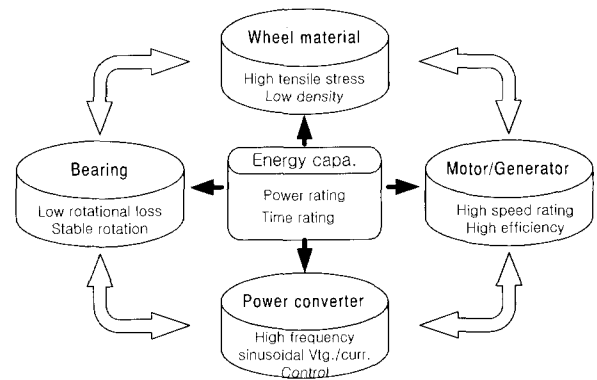 Wheel material
High tensile stress
Low density
Bearing
Low rotational loss
Stable rotation
Energy capa.
Power rating
Time rating
Motor/Generator
High speed rating
High efficiency
Power converter
High frequency
sinusoidal Vtg./curr.
Control